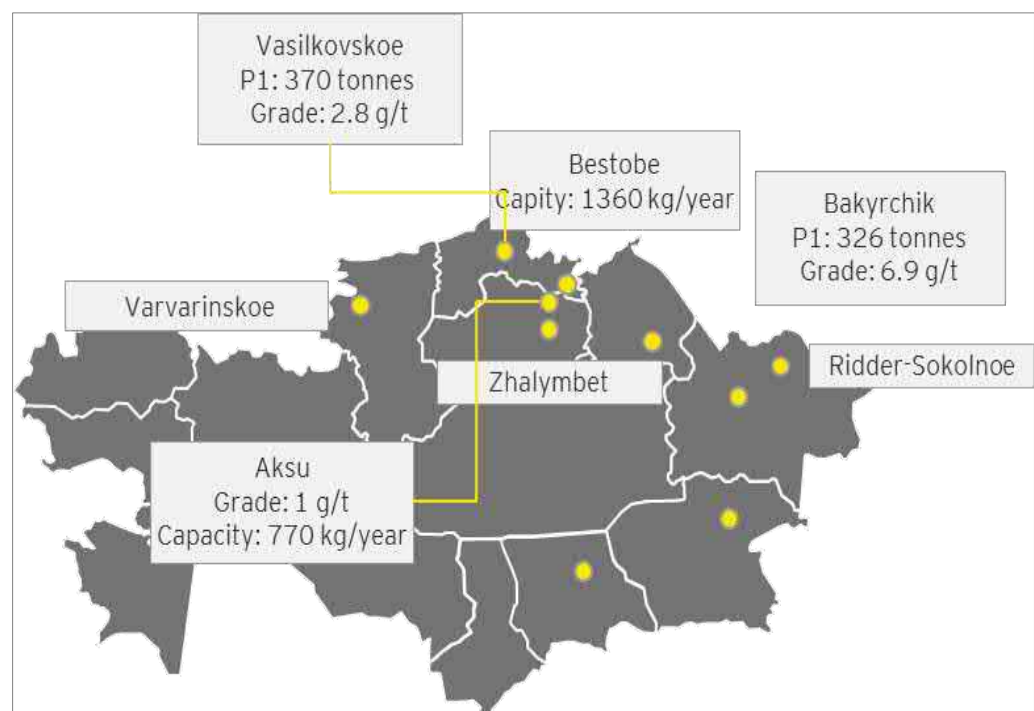 Vasilkovskoe
P1: 370 tonnes
Grade: 2.8 g/t
Bestobe
Capity: 1360 kg/year
Bakyrchik
P1: 326 tonnes
Grade: 6.9 g/t
Varvarinskoe
Zhalymbet
Ridder-Sokolnoe
Aksu
Grade: 1 g/t
Capacity: 770 kg/year